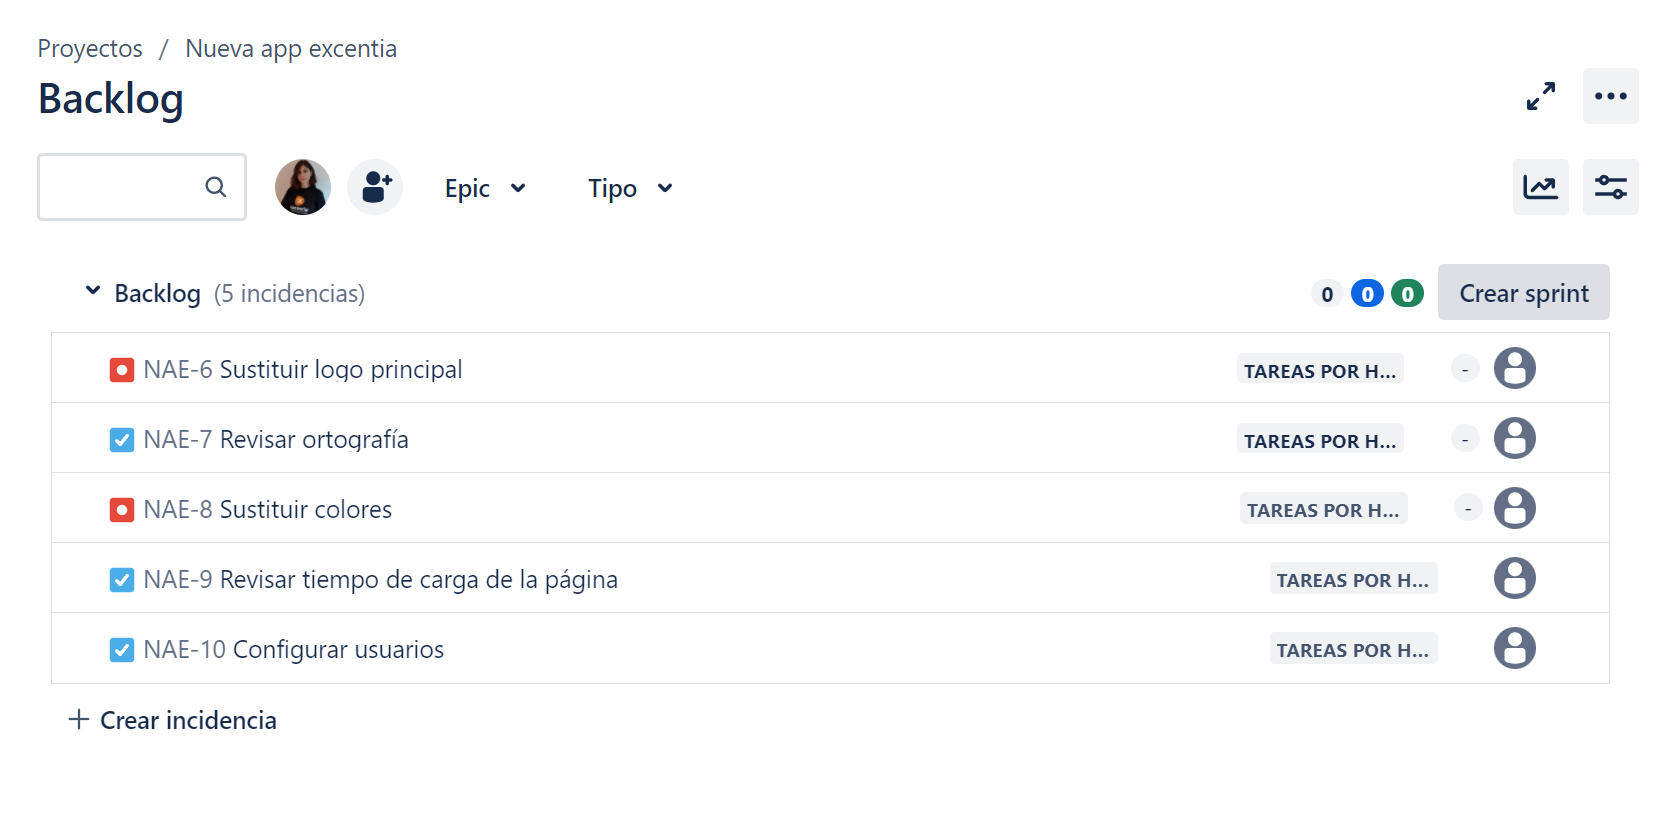 Proyectos / Nueva app excentia
Backlog
Epic Tipo
Backlog (5 incidencias) 0 0 0 Crear sprint
NAE-6 Sustituir logo principal TAREAS POR H... -
NAE-7 Revisar ortografía TAREAS POR H... -
NAE-8 Sustituir colores TAREAS POR H... -
NAE-9 Revisar tiempo de carga de la página TAREAS POR H...
NAE-10 Configurar usuarios TAREAS POR H...
+ Crear incidencia